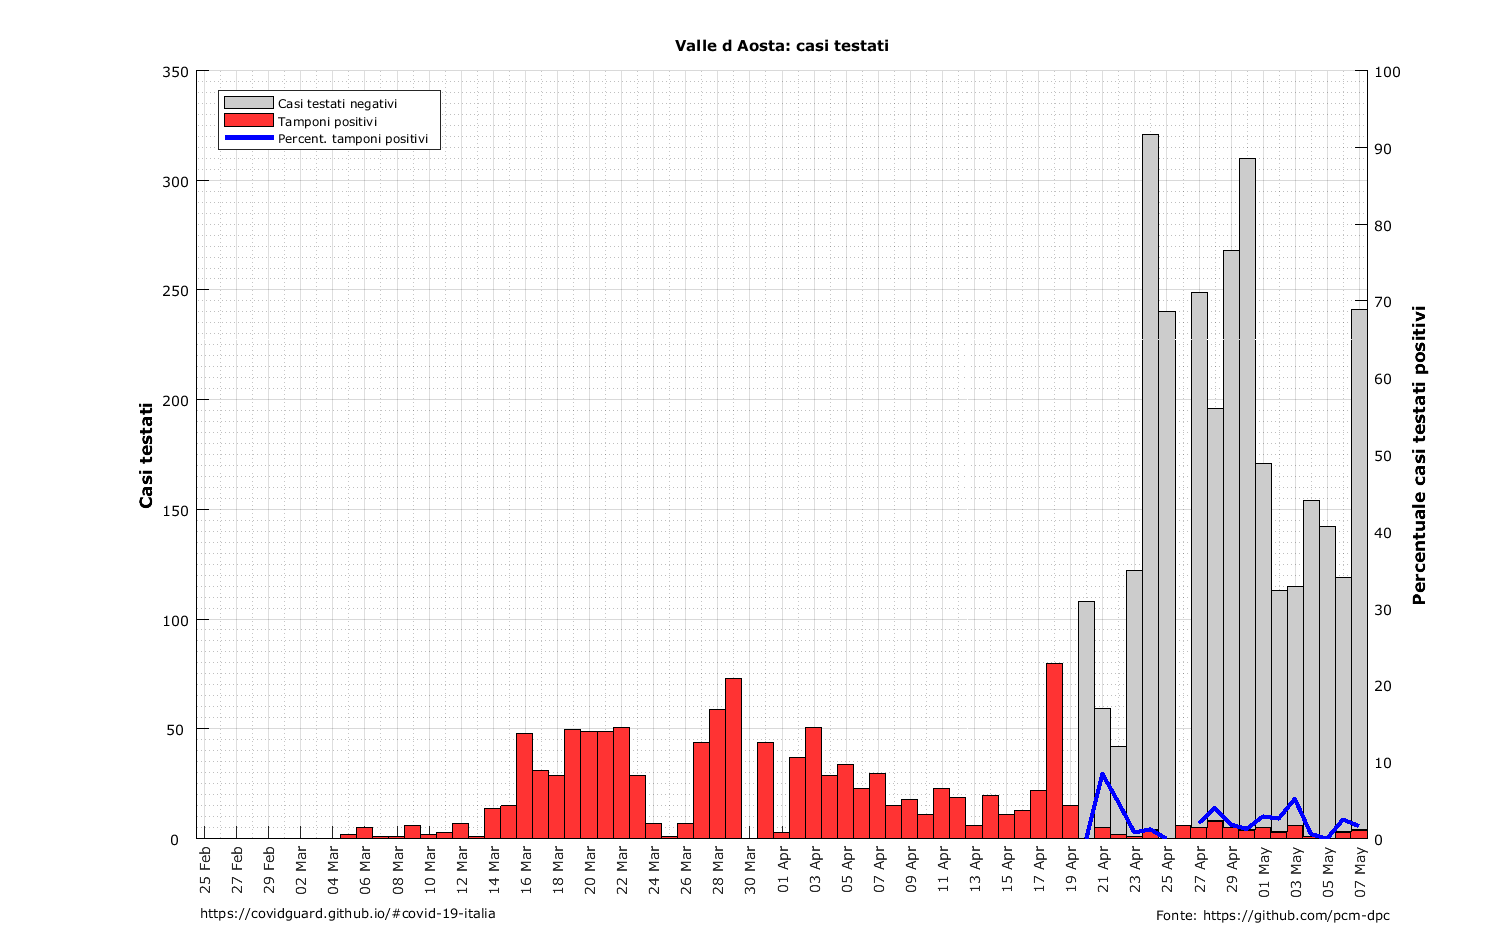 Valle d Aosta: casi testati
Casi testati negativi
Tamponi positivi
Percent. tamponi positivi
350
300
250
200
150
100
50
0
Casi testati
100
90
80
70
60
50
40
30
20
10
0
Percentuale casi testati positivi
25 Feb
27 Feb
29 Feb
02 Mar
04 Mar
06 Mar
08 Mar
10 Mar
12 Mar
14 Mar
16 Mar
18 Mar
20 Mar
22 Mar
24 Mar
26 Mar
28 Mar
30 Mar
01 Apr
03 Apr
05 Apr
07 Apr
09 Apr
11 Apr
13 Apr
15 Apr
17 Apr
19 Apr
21 Apr
23 Apr
25 Apr
27 Apr
29 Apr
01 May
03 May
05 May
07 May
https://covidguard.github.io/#covid-19-italia
Fonte: https://github.com/pcm-dpc